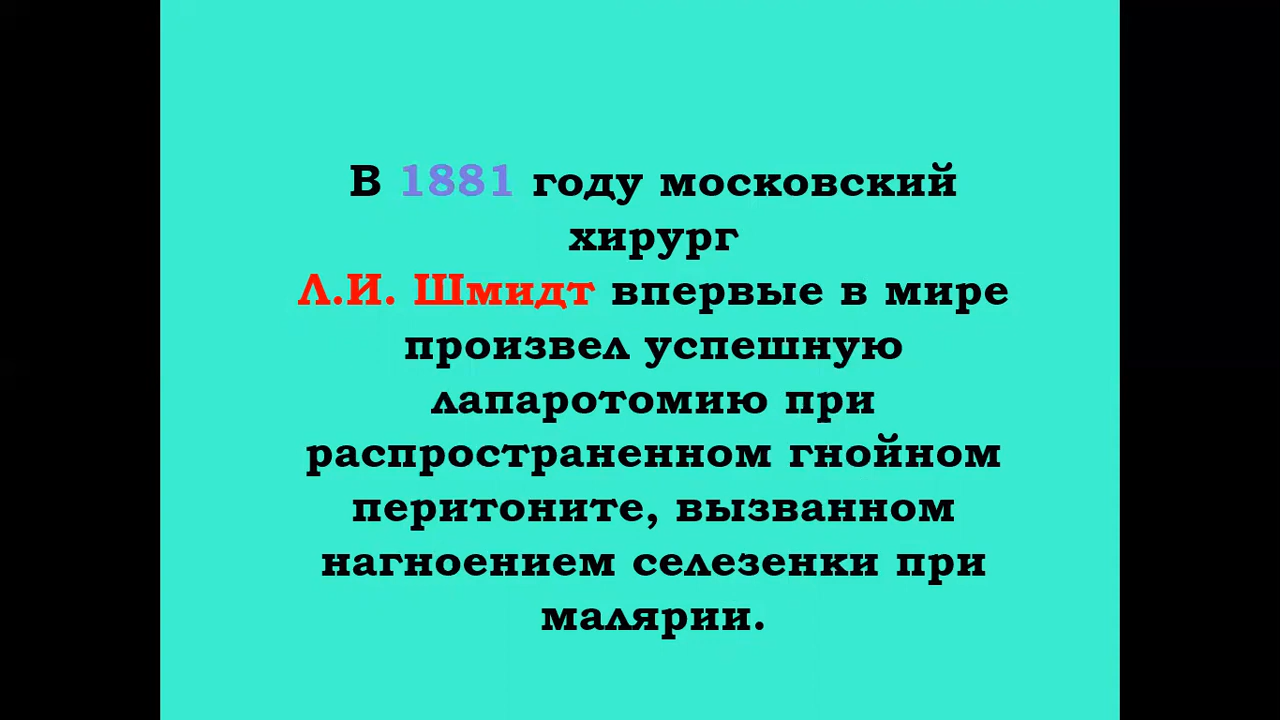 В 1881 году московский
хирург
Л.И. Шмидт впервые в мире
произвел успешную
лапаротомию при
распространенном гнойном
перитоните, вызванном
нагноением селезенки при
малярии.